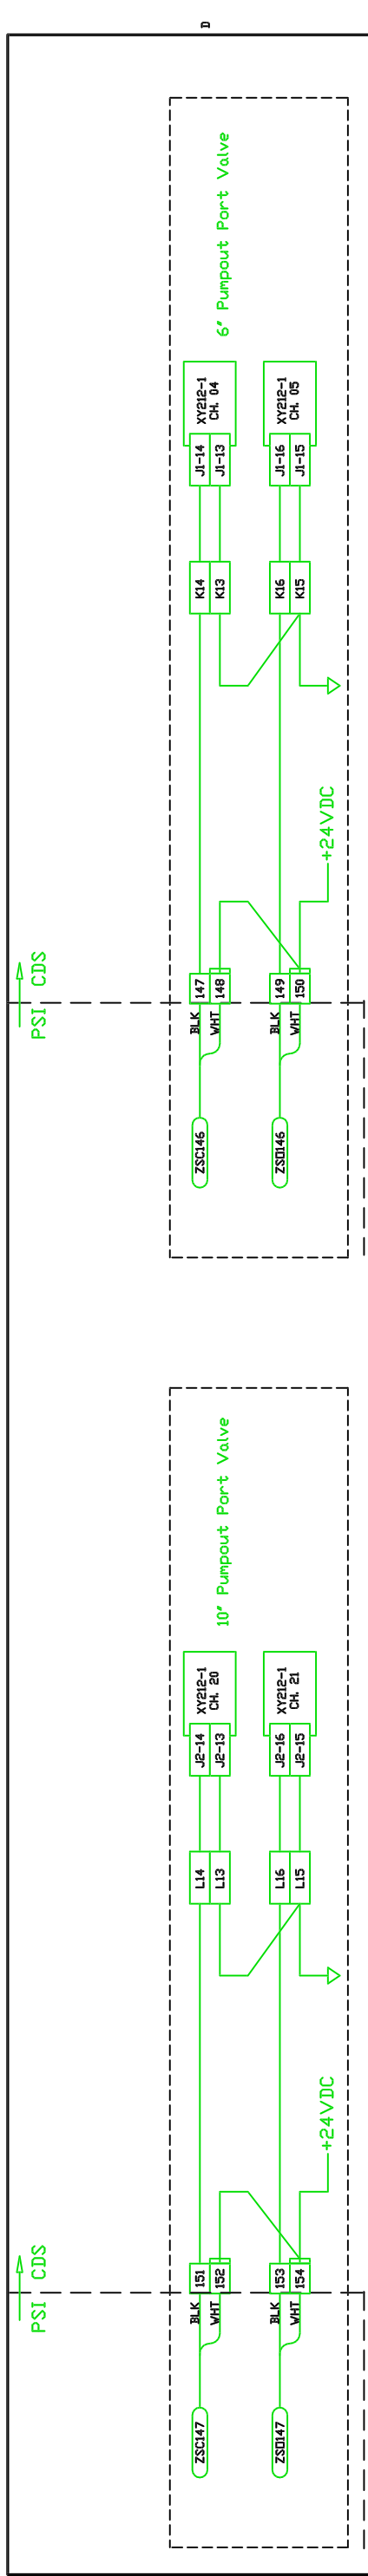 PSI CDS
10" Pumpout Port Valve
ZSC147
BLK
WHT
151
152
L14
L13
J2-14
J2-13
XY212-1
CH. 20
ZSO147
BLK
WHT
153
154
L16
L15
J2-16
J2-15
XY212-1
CH. 21
+24VDC
PSI CDS
6" Pumpout Port Valve
ZSC146
BLK
WHT
147
148
K14
K13
J1-14
J1-13
XY212-1
CH. 04
ZSO146
BLK
WHT
149
150
K16
K15
J1-16
J1-15
XY212-1
CH. 05
+24VDC
D